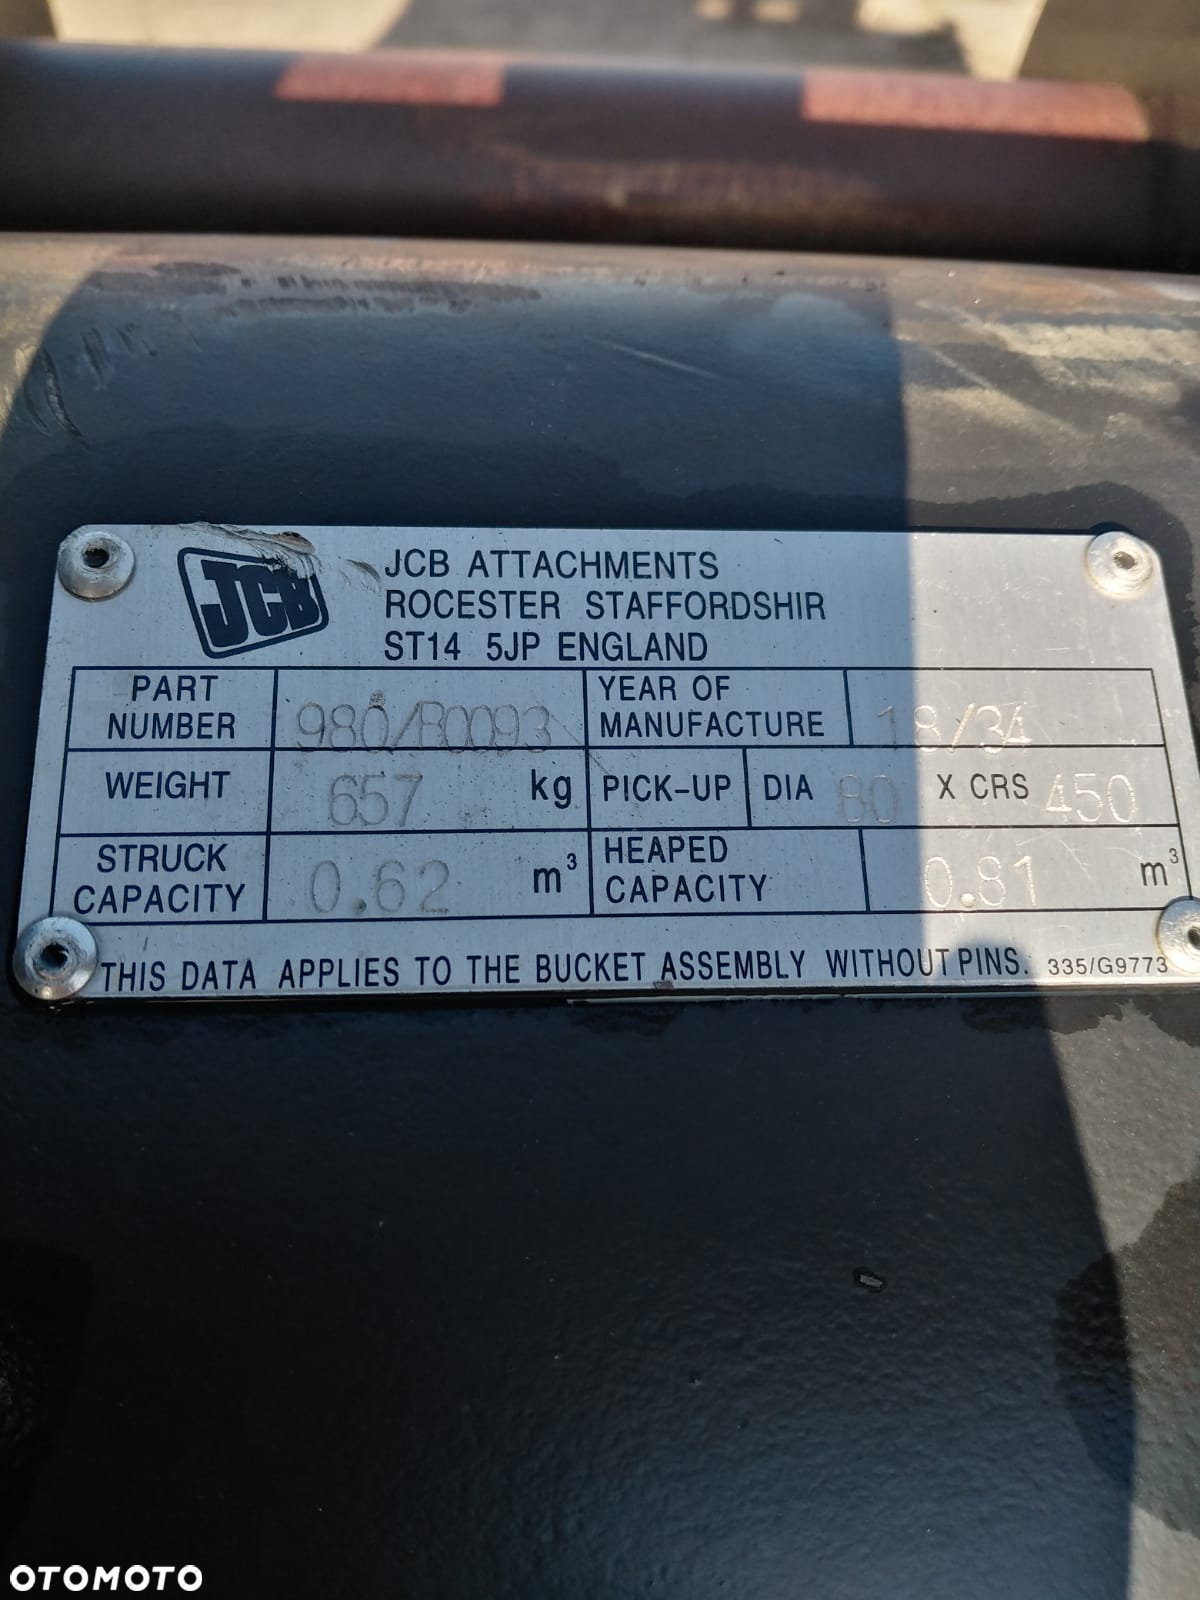 JCB
JCB ATTACHMENTS
ROCESTER STAFFORDSHIR
ST14 5JP ENGLAND
PART NUMBER 980/B0093
YEAR OF MANUFACTURE 18/34
WEIGHT 657 kg
PICK-UP DIA 80 X CRS 450
STRUCK CAPACITY 0.62 m³
HEAPED CAPACITY 0.81 m³
THIS DATA APPLIES TO THE BUCKET ASSEMBLY WITHOUT PINS. 335/G9773
OTOMOTO